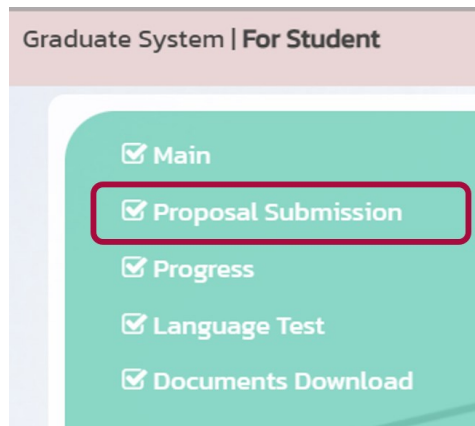 Graduate System | For Student
Main
Proposal Submission
Progress
Language Test
Documents Download